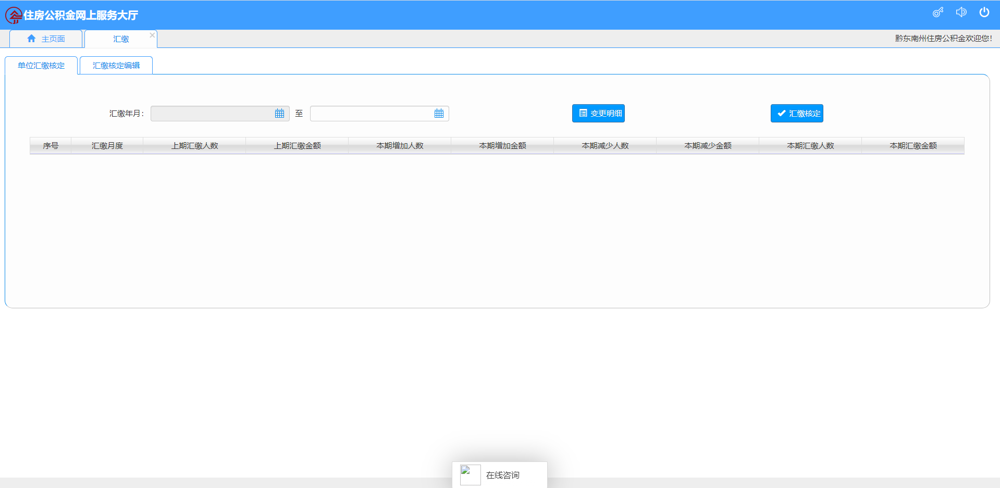 住房公积金网上服务大厅
主页面
汇缴
黔东南州住房公积金欢迎您!
单位汇缴核定
汇缴核定编辑
汇缴年月: 至
变更明细
汇缴核定
序号 汇缴月度 上期汇缴人数 上期汇缴金额 本期增加人数 本期增加金额 本期减少人数 本期减少金额 本期汇缴人数 本期汇缴金额
在线咨询